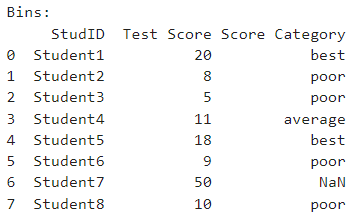 Bins:
StudID Test Score Score Category
0 Student1 20 best
1 Student2 8 poor
2 Student3 5 poor
3 Student4 11 average
4 Student5 18 best
5 Student6 9 poor
6 Student7 50 NaN
7 Student8 10 poor